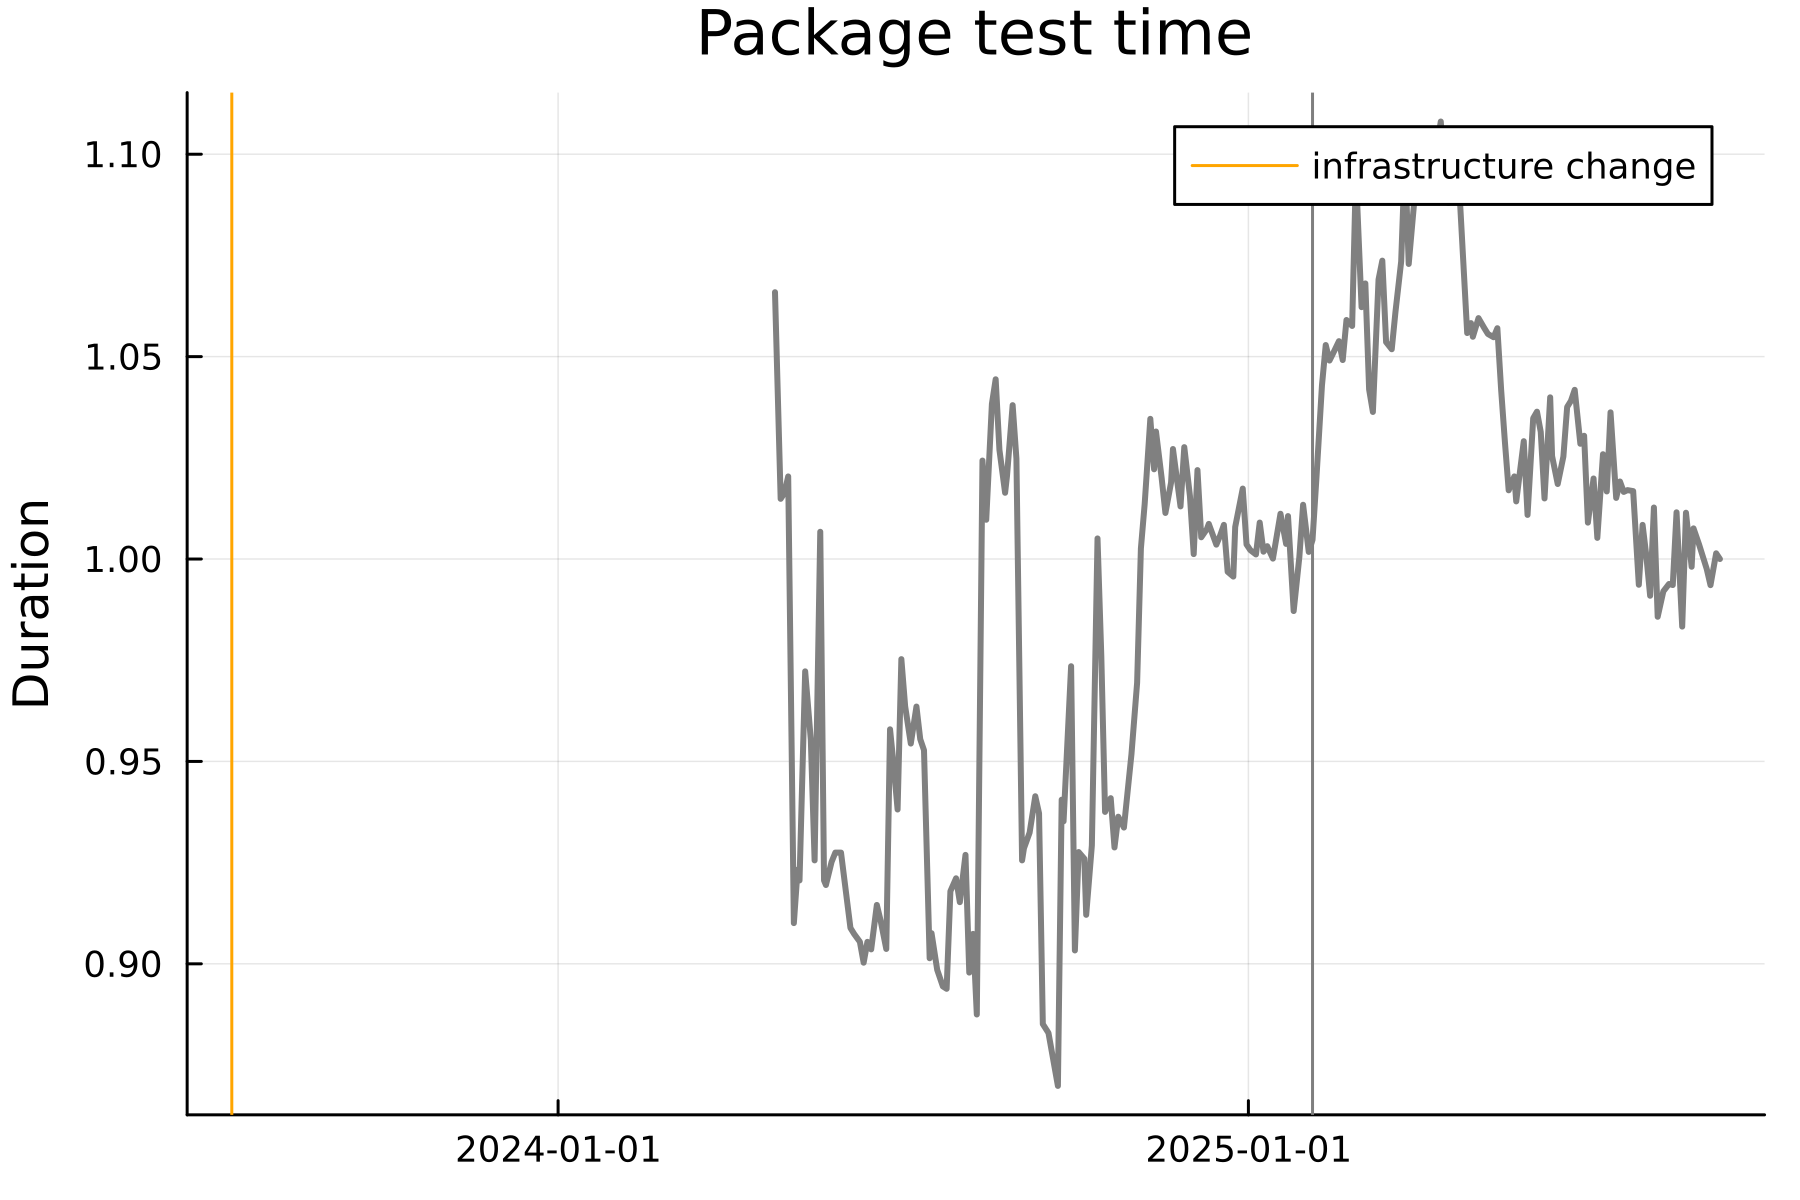 Package test time
infrastructure change
1.10
1.05
1.00
0.95
0.90
Duration
2024-01-01
2025-01-01